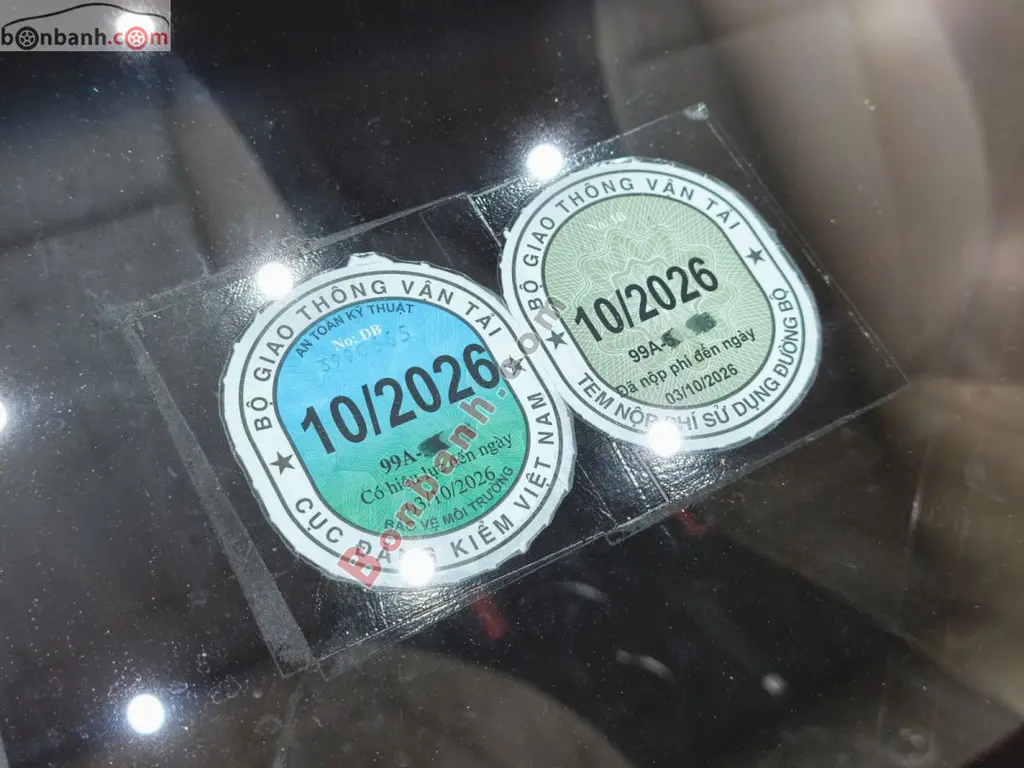 bonbanh.com
BỘ GIAO THÔNG VẬN TẢI
AN TOÀN KỸ THUẬT
No: DB
10/2026
99A-
Có hiệu lực đến ngày
03/10/2026
BẢO VỆ MÔI TRƯỜNG
CỤC ĐĂNG KIỂM VIỆT NAM
BỘ GIAO THÔNG VẬN TẢI
10/2026
99A-
Đã nộp phí đến ngày
03/10/2026
TEM NỘP PHÍ SỬ DỤNG ĐƯỜNG BỘ
Bonbanh.com